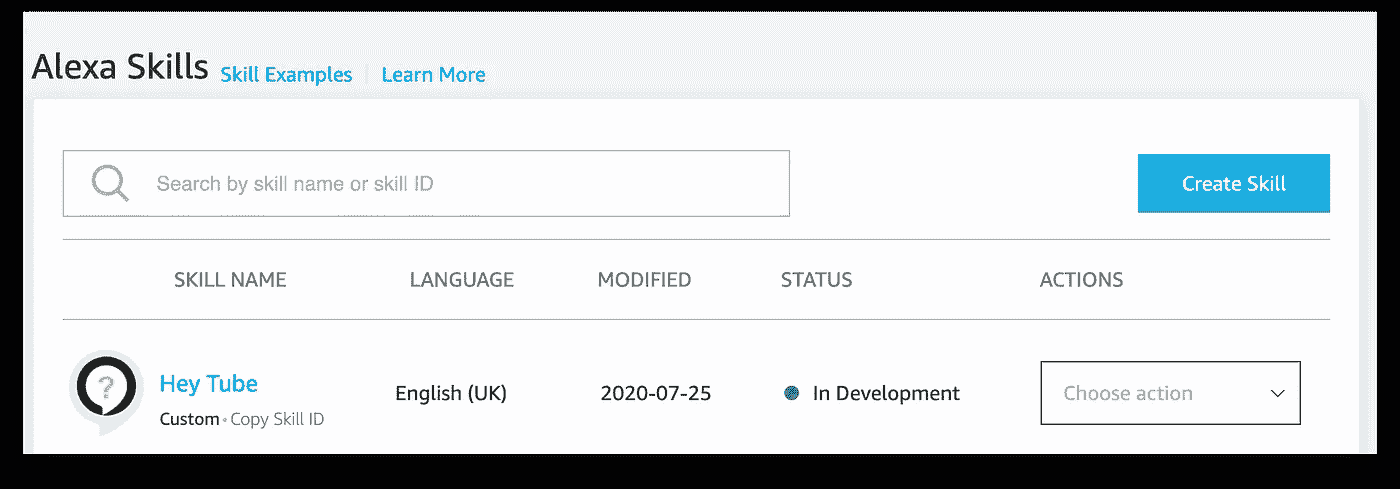 Alexa Skills Skill Examples Learn More
Search by skill name or skill ID
Create Skill
SKILL NAME LANGUAGE MODIFIED STATUS ACTIONS
?
Hey Tube English (UK) 2020-07-25 In Development Choose action
Custom • Copy Skill ID